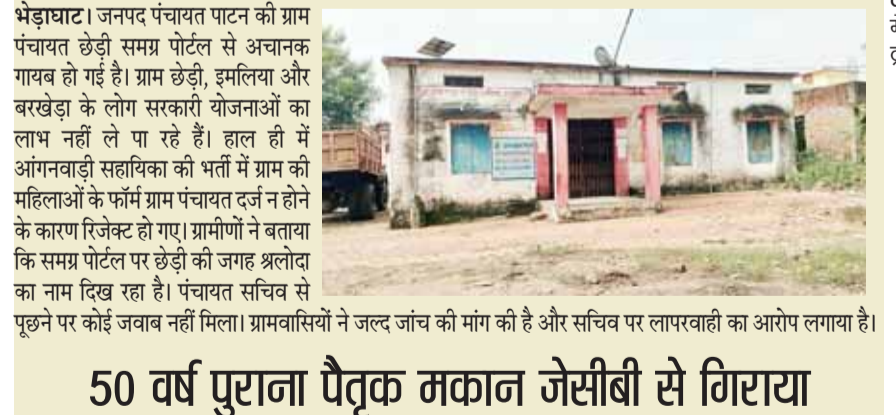 भेड़ाघाट। जनपद पंचायत पाटन की ग्राम
पंचायत छेड़ी समग्र पोर्टल से अचानक
गायब हो गई है। ग्राम छेड़ी, इमलिया और
बरखेड़ा के लोग सरकारी योजनाओं का
लाभ नहीं ले पा रहे हैं। हाल ही में
आंगनवाड़ी सहायिका की भर्ती में ग्राम की
महिलाओं के फॉर्म ग्राम पंचायत दर्ज न होने
के कारण रिजेक्ट हो गए। ग्रामीणों ने बताया
कि समग्र पोर्टल पर छेड़ी की जगह श्रलोदा
का नाम दिख रहा है। पंचायत सचिव से
पूछने पर कोई जवाब नहीं मिला। ग्रामवासियों ने जल्द जांच की मांग की है और सचिव पर लापरवाही का आरोप लगाया है।
50 वर्ष पुराना पैतृक मकान जेसीबी से गिराया